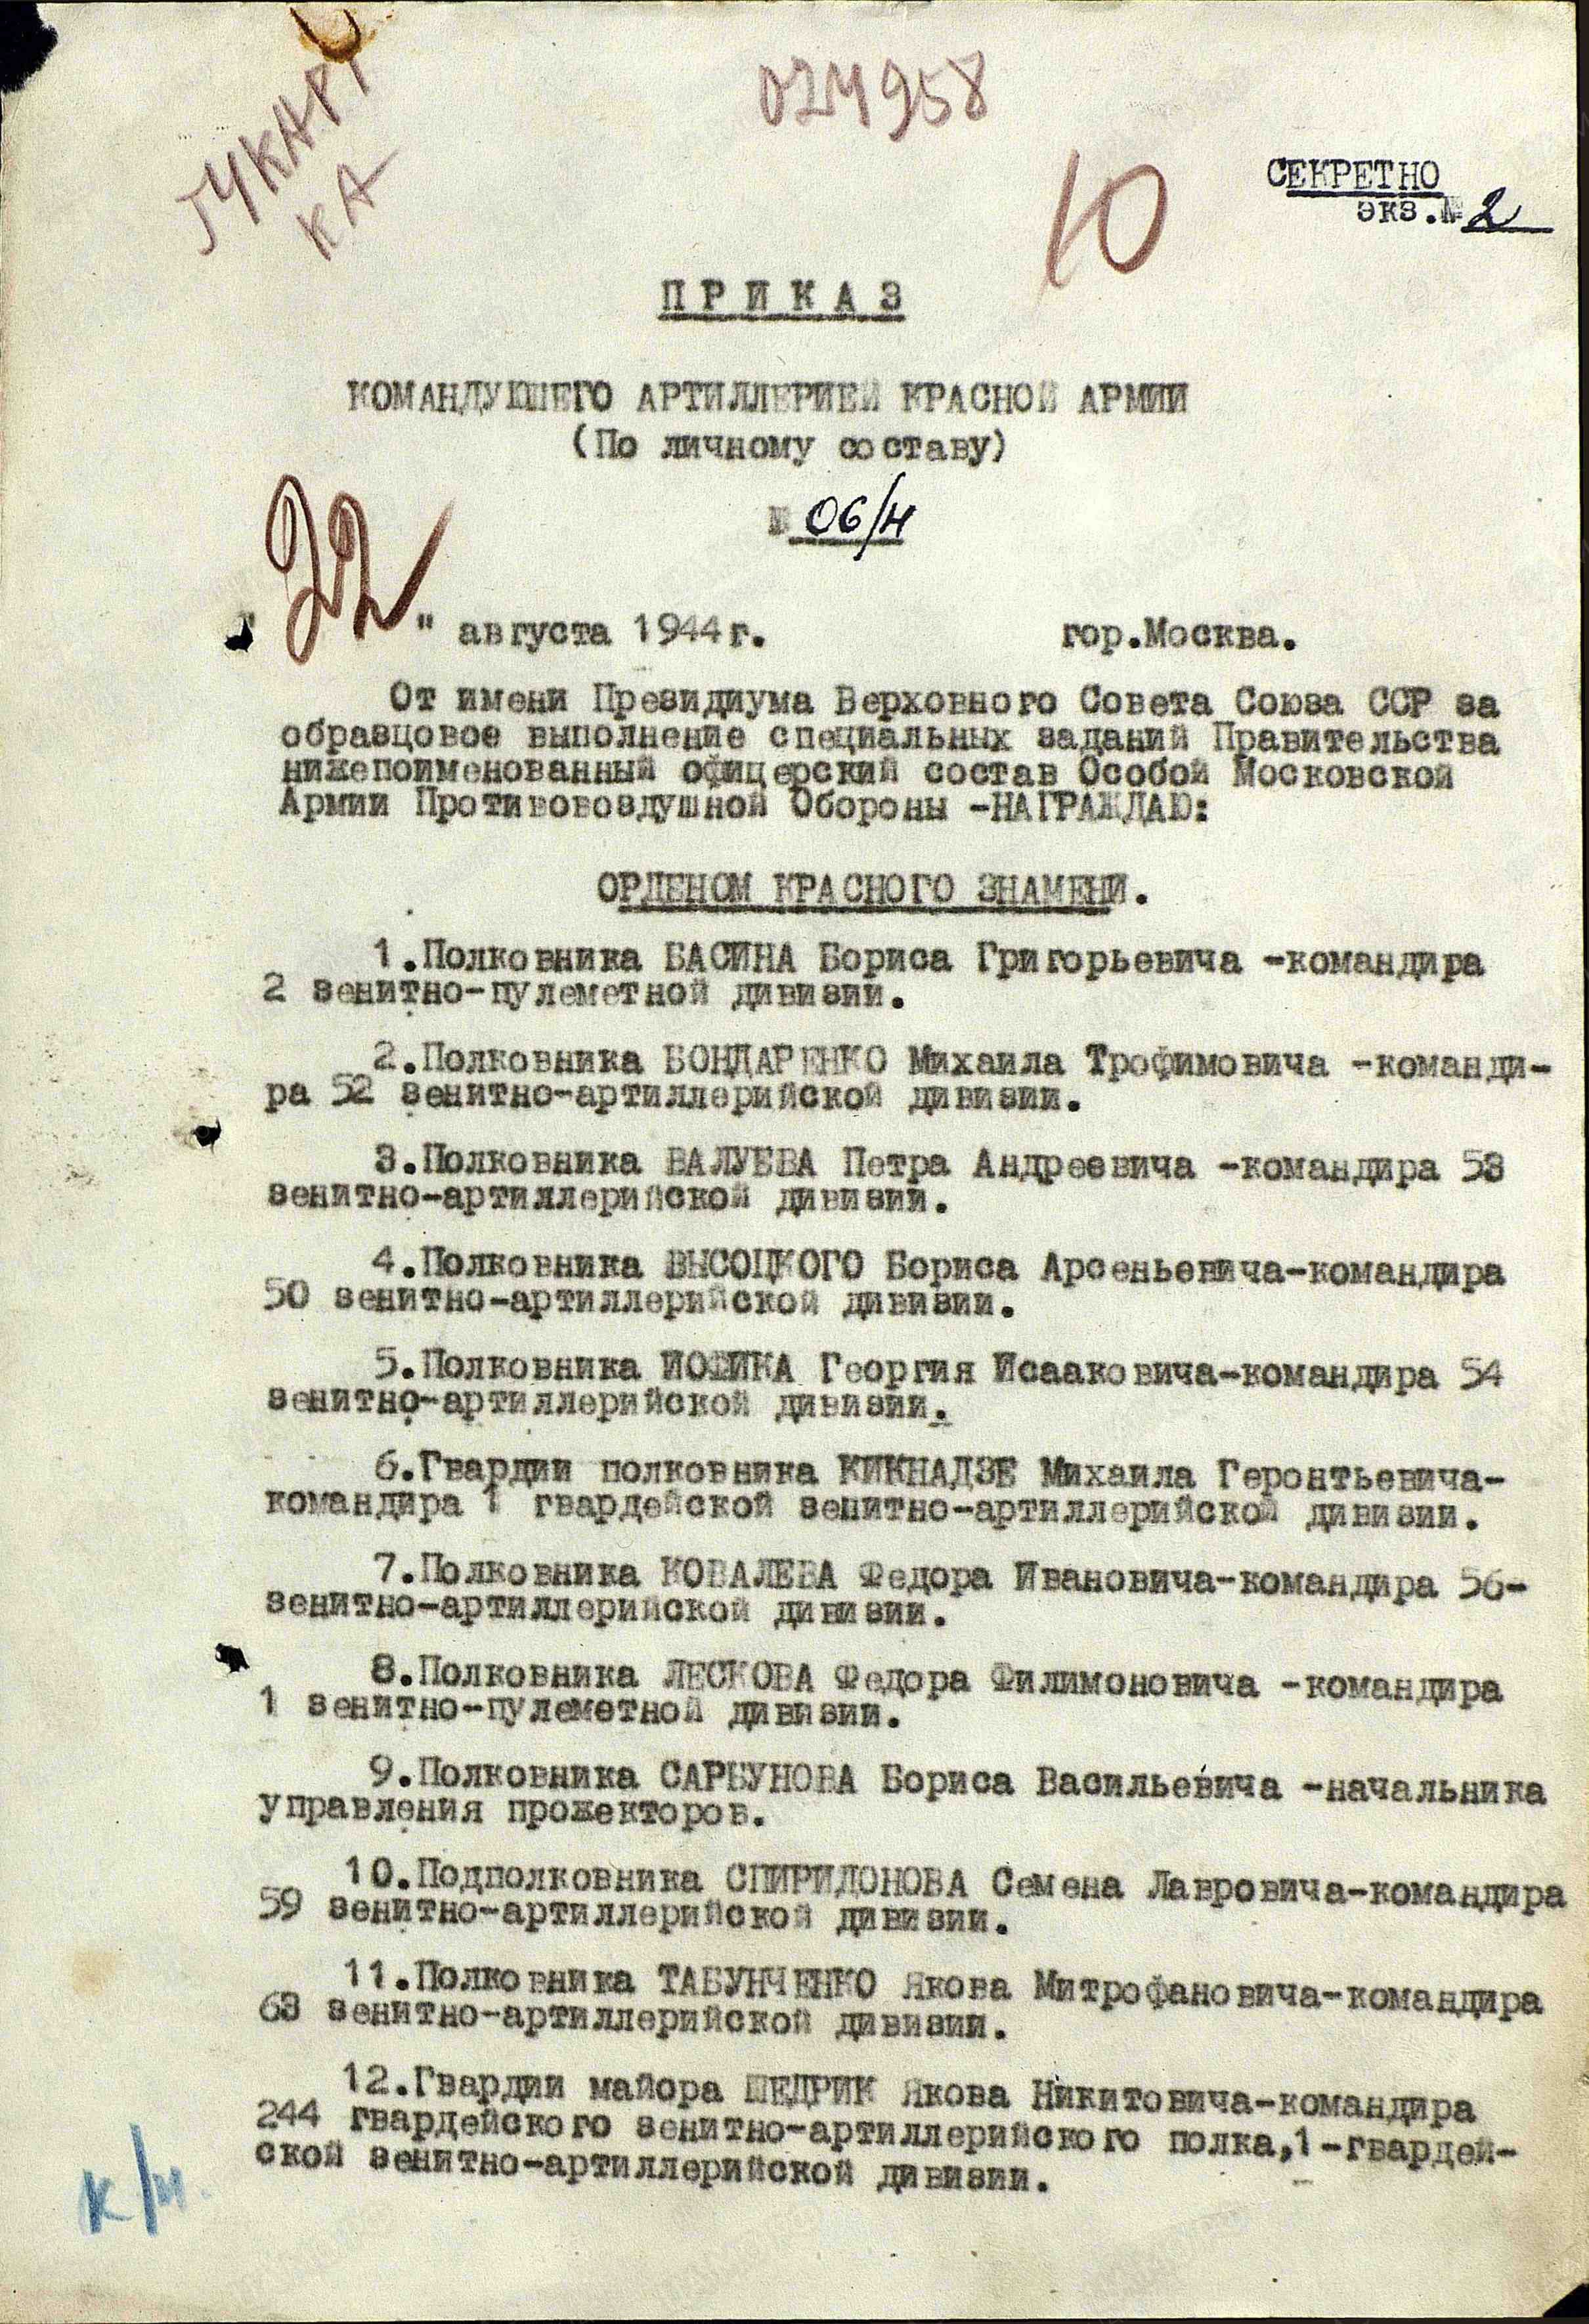 024958
ГУКАРТ
КА
10
СЕКРЕТНО
экз.№ 2
ПРИКАЗ
КОМАНДУЮЩЕГО АРТИЛЛЕРИЕЙ КРАСНОЙ АРМИИ
(По личному составу)
№ 06/н
"22" августа 1944г. гор.Москва.
От имени Президиума Верховного Совета Союза ССР за
образцовое выполнение специальных заданий Правительства
нижепоименованный офицерский состав Особой Московской
Армии Противовоздушной Обороны -НАГРАЖДАЮ:
ОРДЕНОМ КРАСНОГО ЗНАМЕНИ.
1.Полковника БАСИНА Бориса Григорьевича -командира
2 зенитно-пулеметной дивизии.
2.Полковника БОНДАРЕНКО Михаила Трофимовича -команди-
ра 52 зенитно-артиллерийской дивизии.
3.Полковника ВАЛУЕВА Петра Андреевича -командира 53
зенитно-артиллерийской дивизии.
4.Полковника ВЫСОЦКОГО Бориса Арсеньевича-командира
50 зенитно-артиллерийской дивизии.
5.Полковника ИОФИКА Георгия Исааковича-командира 54
зенитно-артиллерийской дивизии.
6.Гвардии полковника КИКНАДЗЕ Михаила Геронтьевича-
командира 1 гвардейской зенитно-артиллерийской дивизии.
7.Полковника КОВАЛЕВА Федора Ивановича-командира 56-
зенитно-артиллерийской дивизии.
8.Полковника ЛЕСКОВА Федора Филимоновича -командира
1 зенитно-пулеметной дивизии.
9.Полковника САРБУНОВА Бориса Васильевича -начальника
управления прожекторов.
10.Подполковника СПИРИДОНОВА Семена Лавровича-командира
59 зенитно-артиллерийской дивизии.
11.Полковника ТАБУНЧЕНКО Якова Митрофановича-командира
63 зенитно-артиллерийской дивизии.
12.Гвардии майора ШЕДРИК Якова Никитовича-командира
244 гвардейского зенитно-артиллерийского полка,1-гвардей-
ской зенитно-артиллерийской дивизии.
к/н.